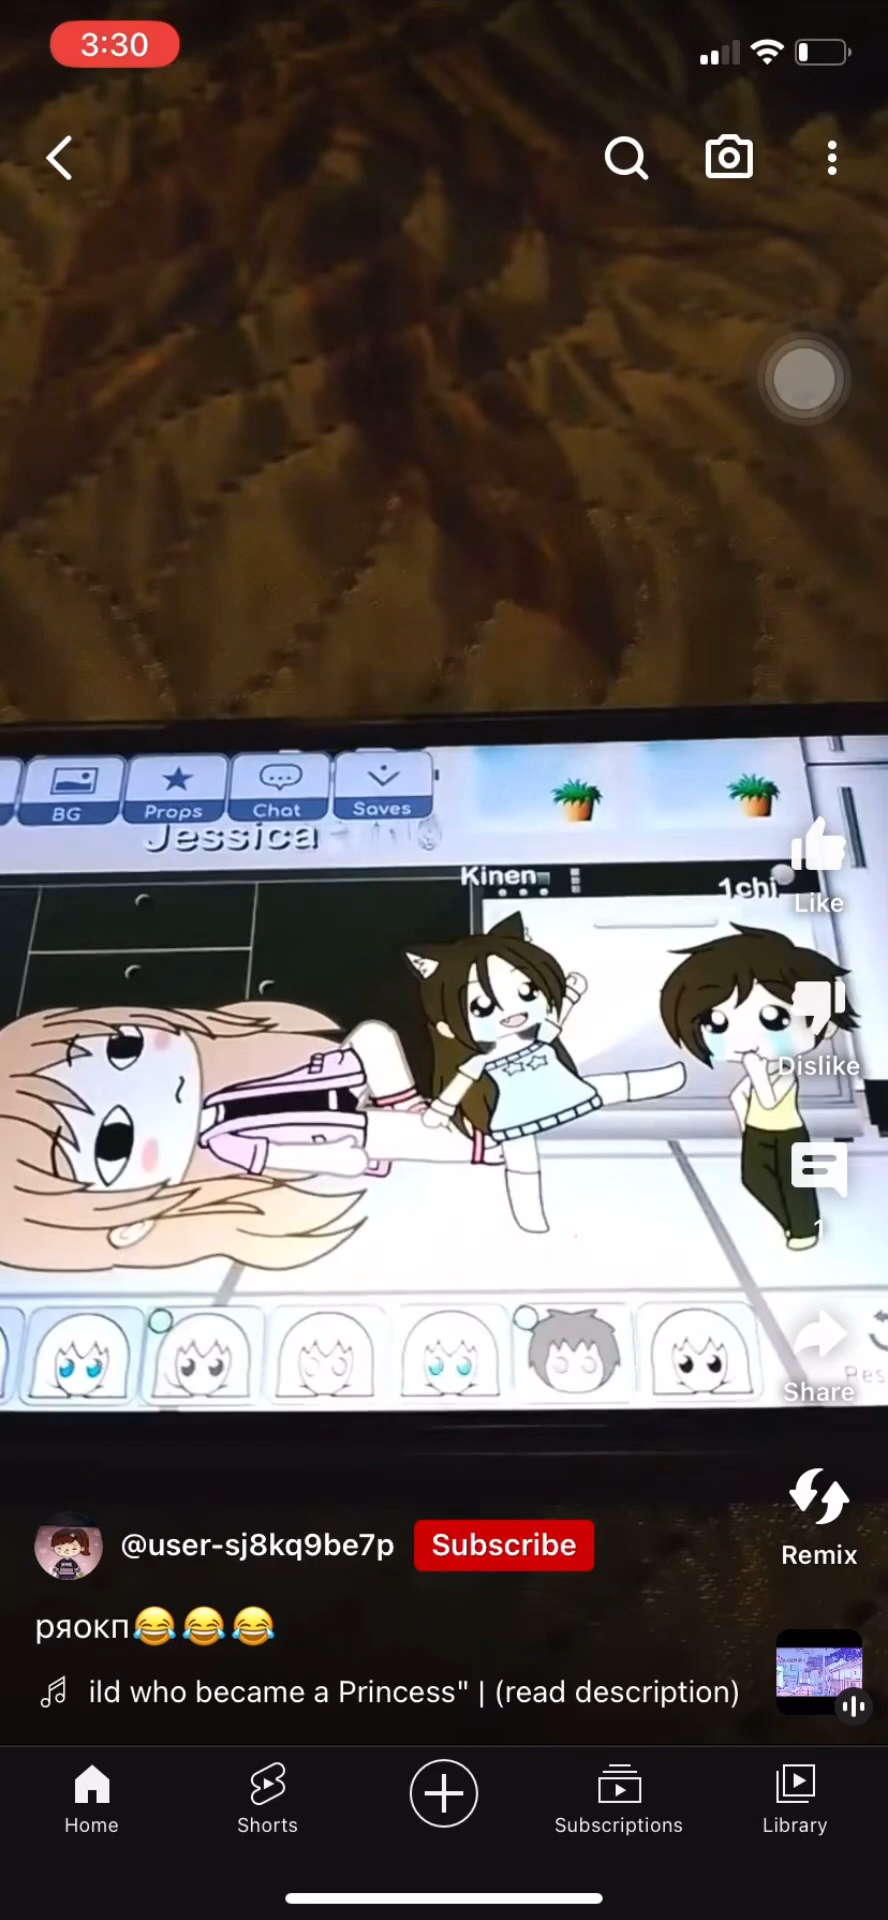 3:30
BG
Props
Chat
Saves
Jessica
Kinen
1chi
Like
Dislike
1
Share
Remix
@user-sj8kq9be7p
Subscribe
ряокп😂😂😂
ild who became a Princess" | (read description)
Home
Shorts
Subscriptions
Library